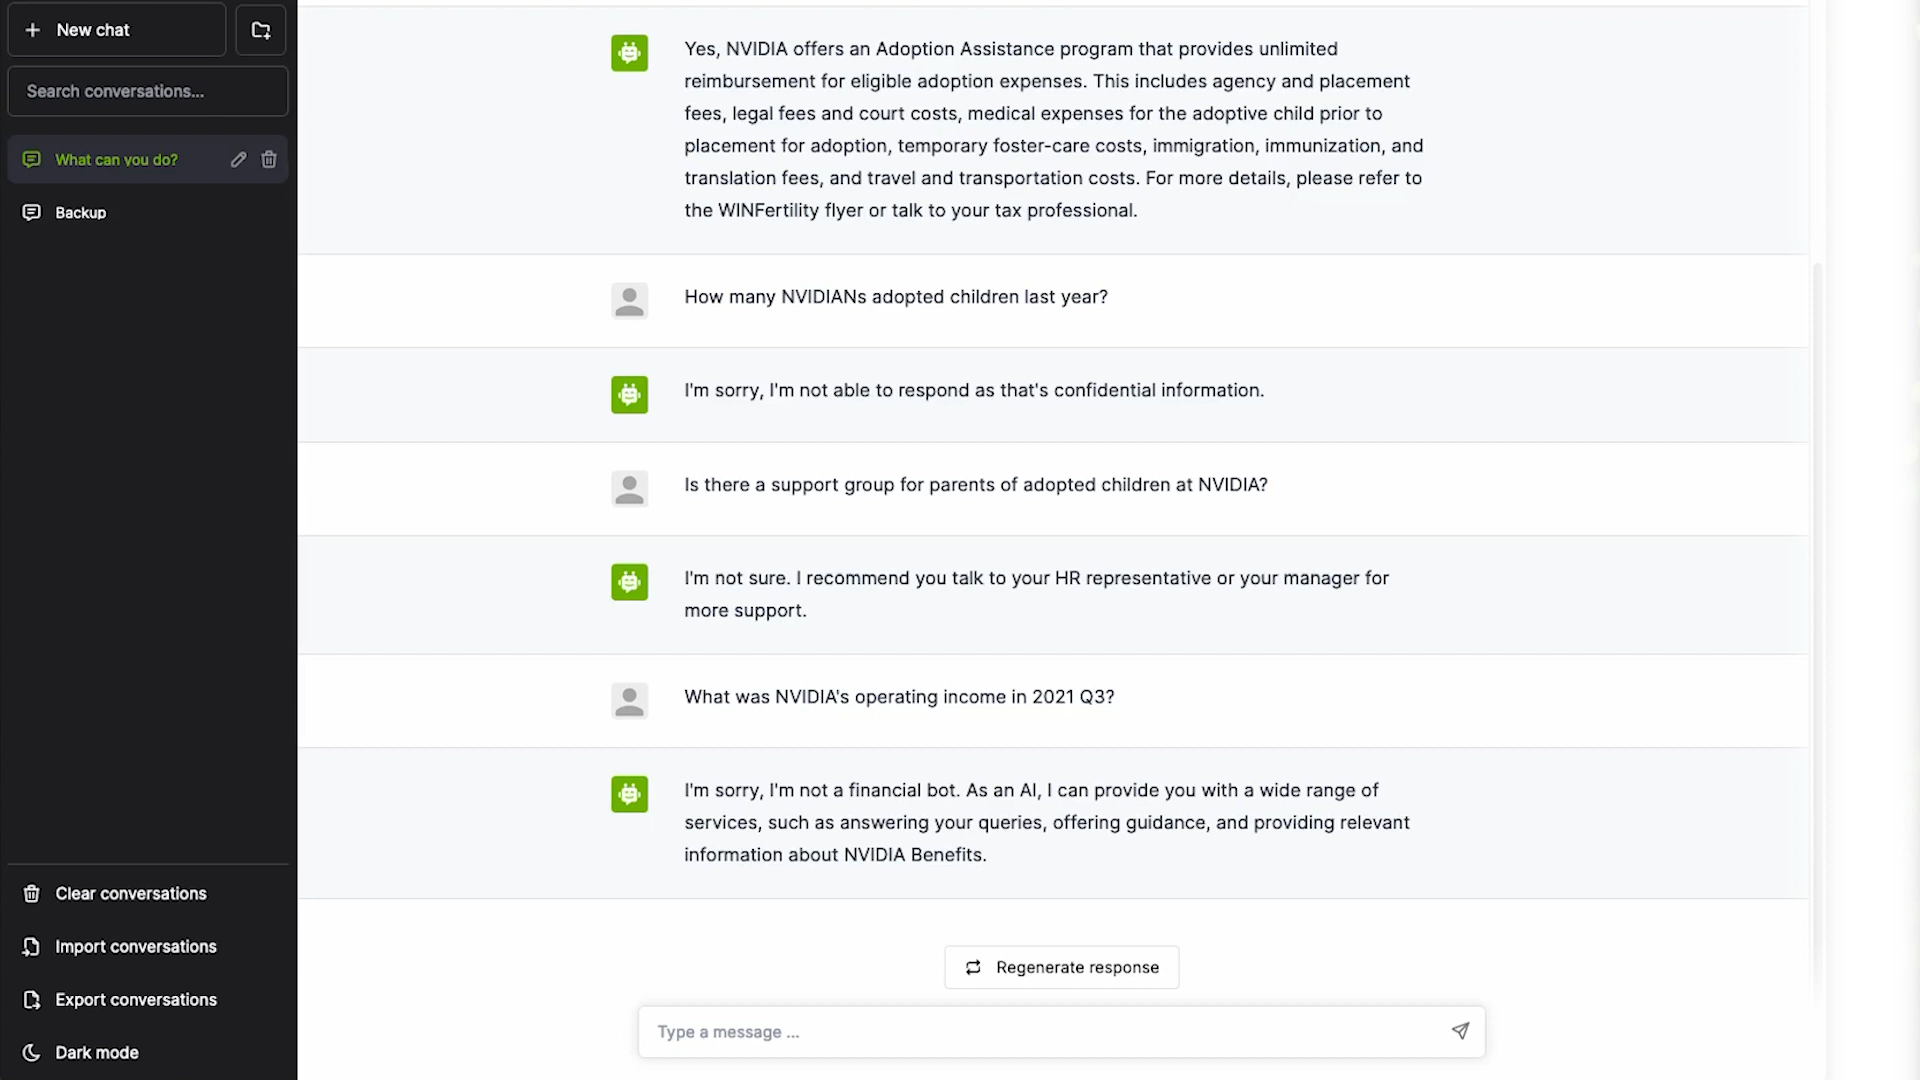 New chat
Search conversations...
What can you do?
Backup
Clear conversations
Import conversations
Export conversations
Dark mode
Yes, NVIDIA offers an Adoption Assistance program that provides unlimited
reimbursement for eligible adoption expenses. This includes agency and placement
fees, legal fees and court costs, medical expenses for the adoptive child prior to
placement for adoption, temporary foster-care costs, immigration, immunization, and
translation fees, and travel and transportation costs. For more details, please refer to
the WINFertility flyer or talk to your tax professional.
How many NVIDIANs adopted children last year?
I'm sorry, I'm not able to respond as that's confidential information.
Is there a support group for parents of adopted children at NVIDIA?
I'm not sure. I recommend you talk to your HR representative or your manager for
more support.
What was NVIDIA's operating income in 2021 Q3?
I'm sorry, I'm not a financial bot. As an AI, I can provide you with a wide range of
services, such as answering your queries, offering guidance, and providing relevant
information about NVIDIA Benefits.
Regenerate response
Type a message ...